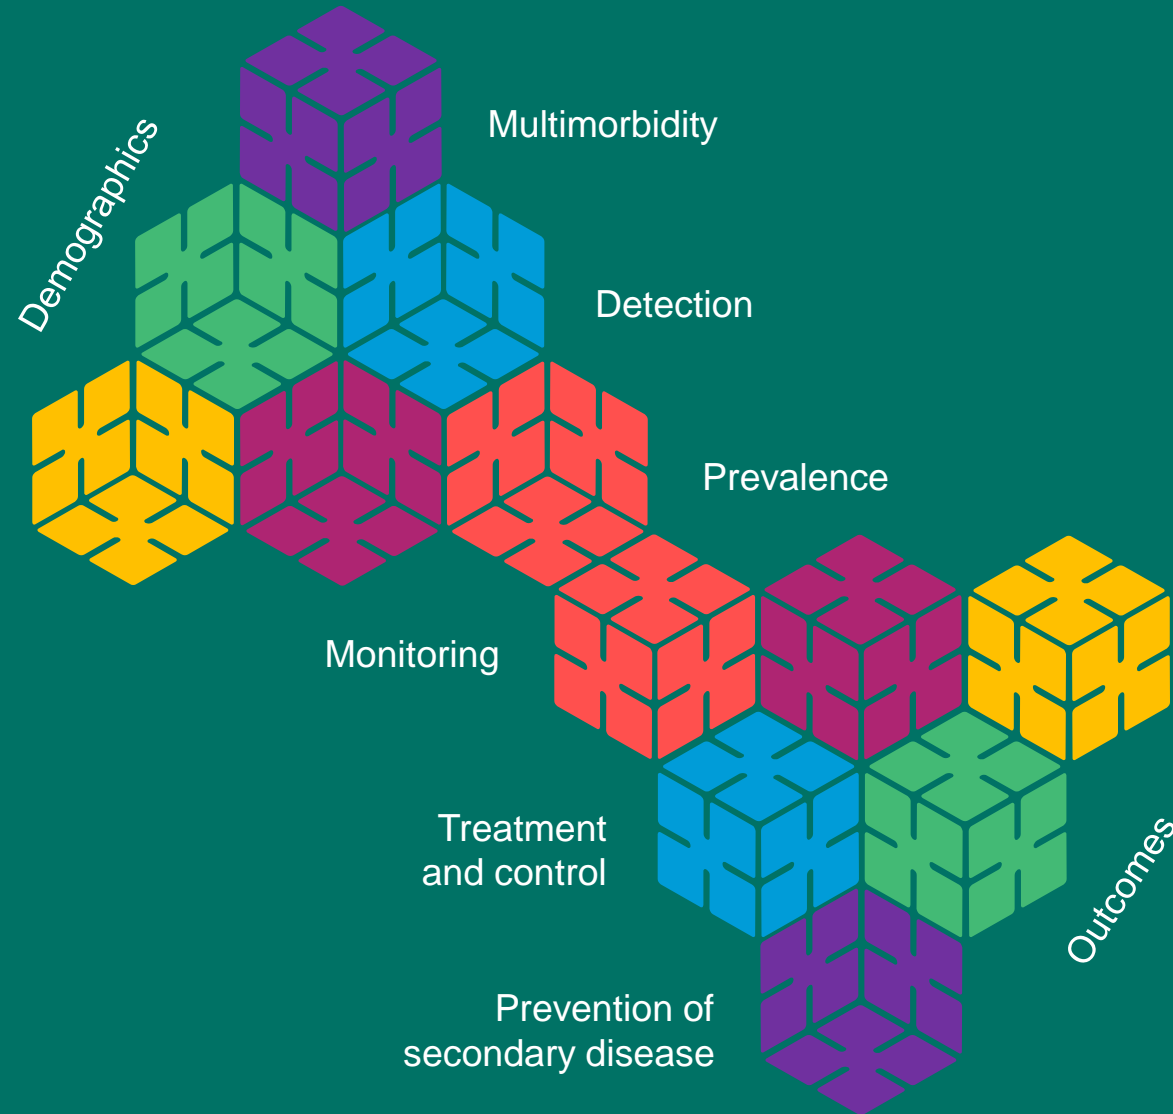 Multimorbidity
Demographics
Detection
Prevalence
Monitoring
Treatment
and control
Outcomes
Prevention of
secondary disease